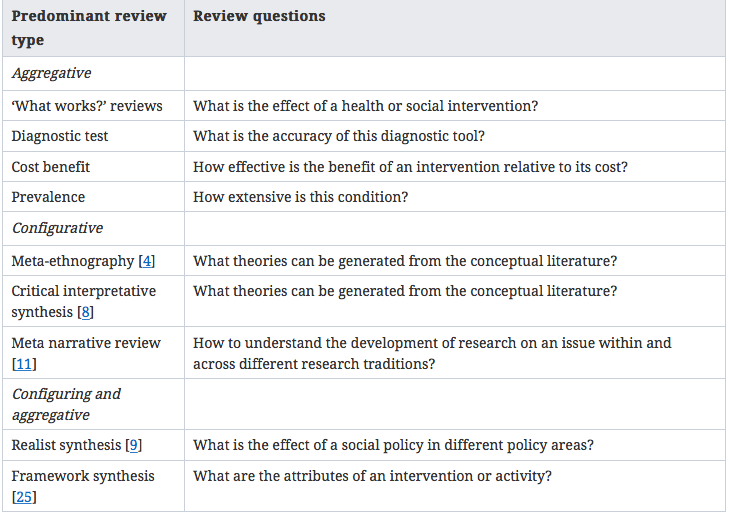 Predominant review Review questions
type
Aggregative
‘What works?’ reviews What is the effect of a health or social intervention?
Diagnostic test What is the accuracy of this diagnostic tool?
Cost benefit How effective is the benefit of an intervention relative to its cost?
Prevalence How extensive is this condition?
Configurative
Meta-ethnography [4] What theories can be generated from the conceptual literature?
Critical interpretative What theories can be generated from the conceptual literature?
synthesis [8]
Meta narrative review How to understand the development of research on an issue within and
[11] across different research traditions?
Configuring and
aggregative
Realist synthesis [9] What is the effect of a social policy in different policy areas?
Framework synthesis What are the attributes of an intervention or activity?
[25]